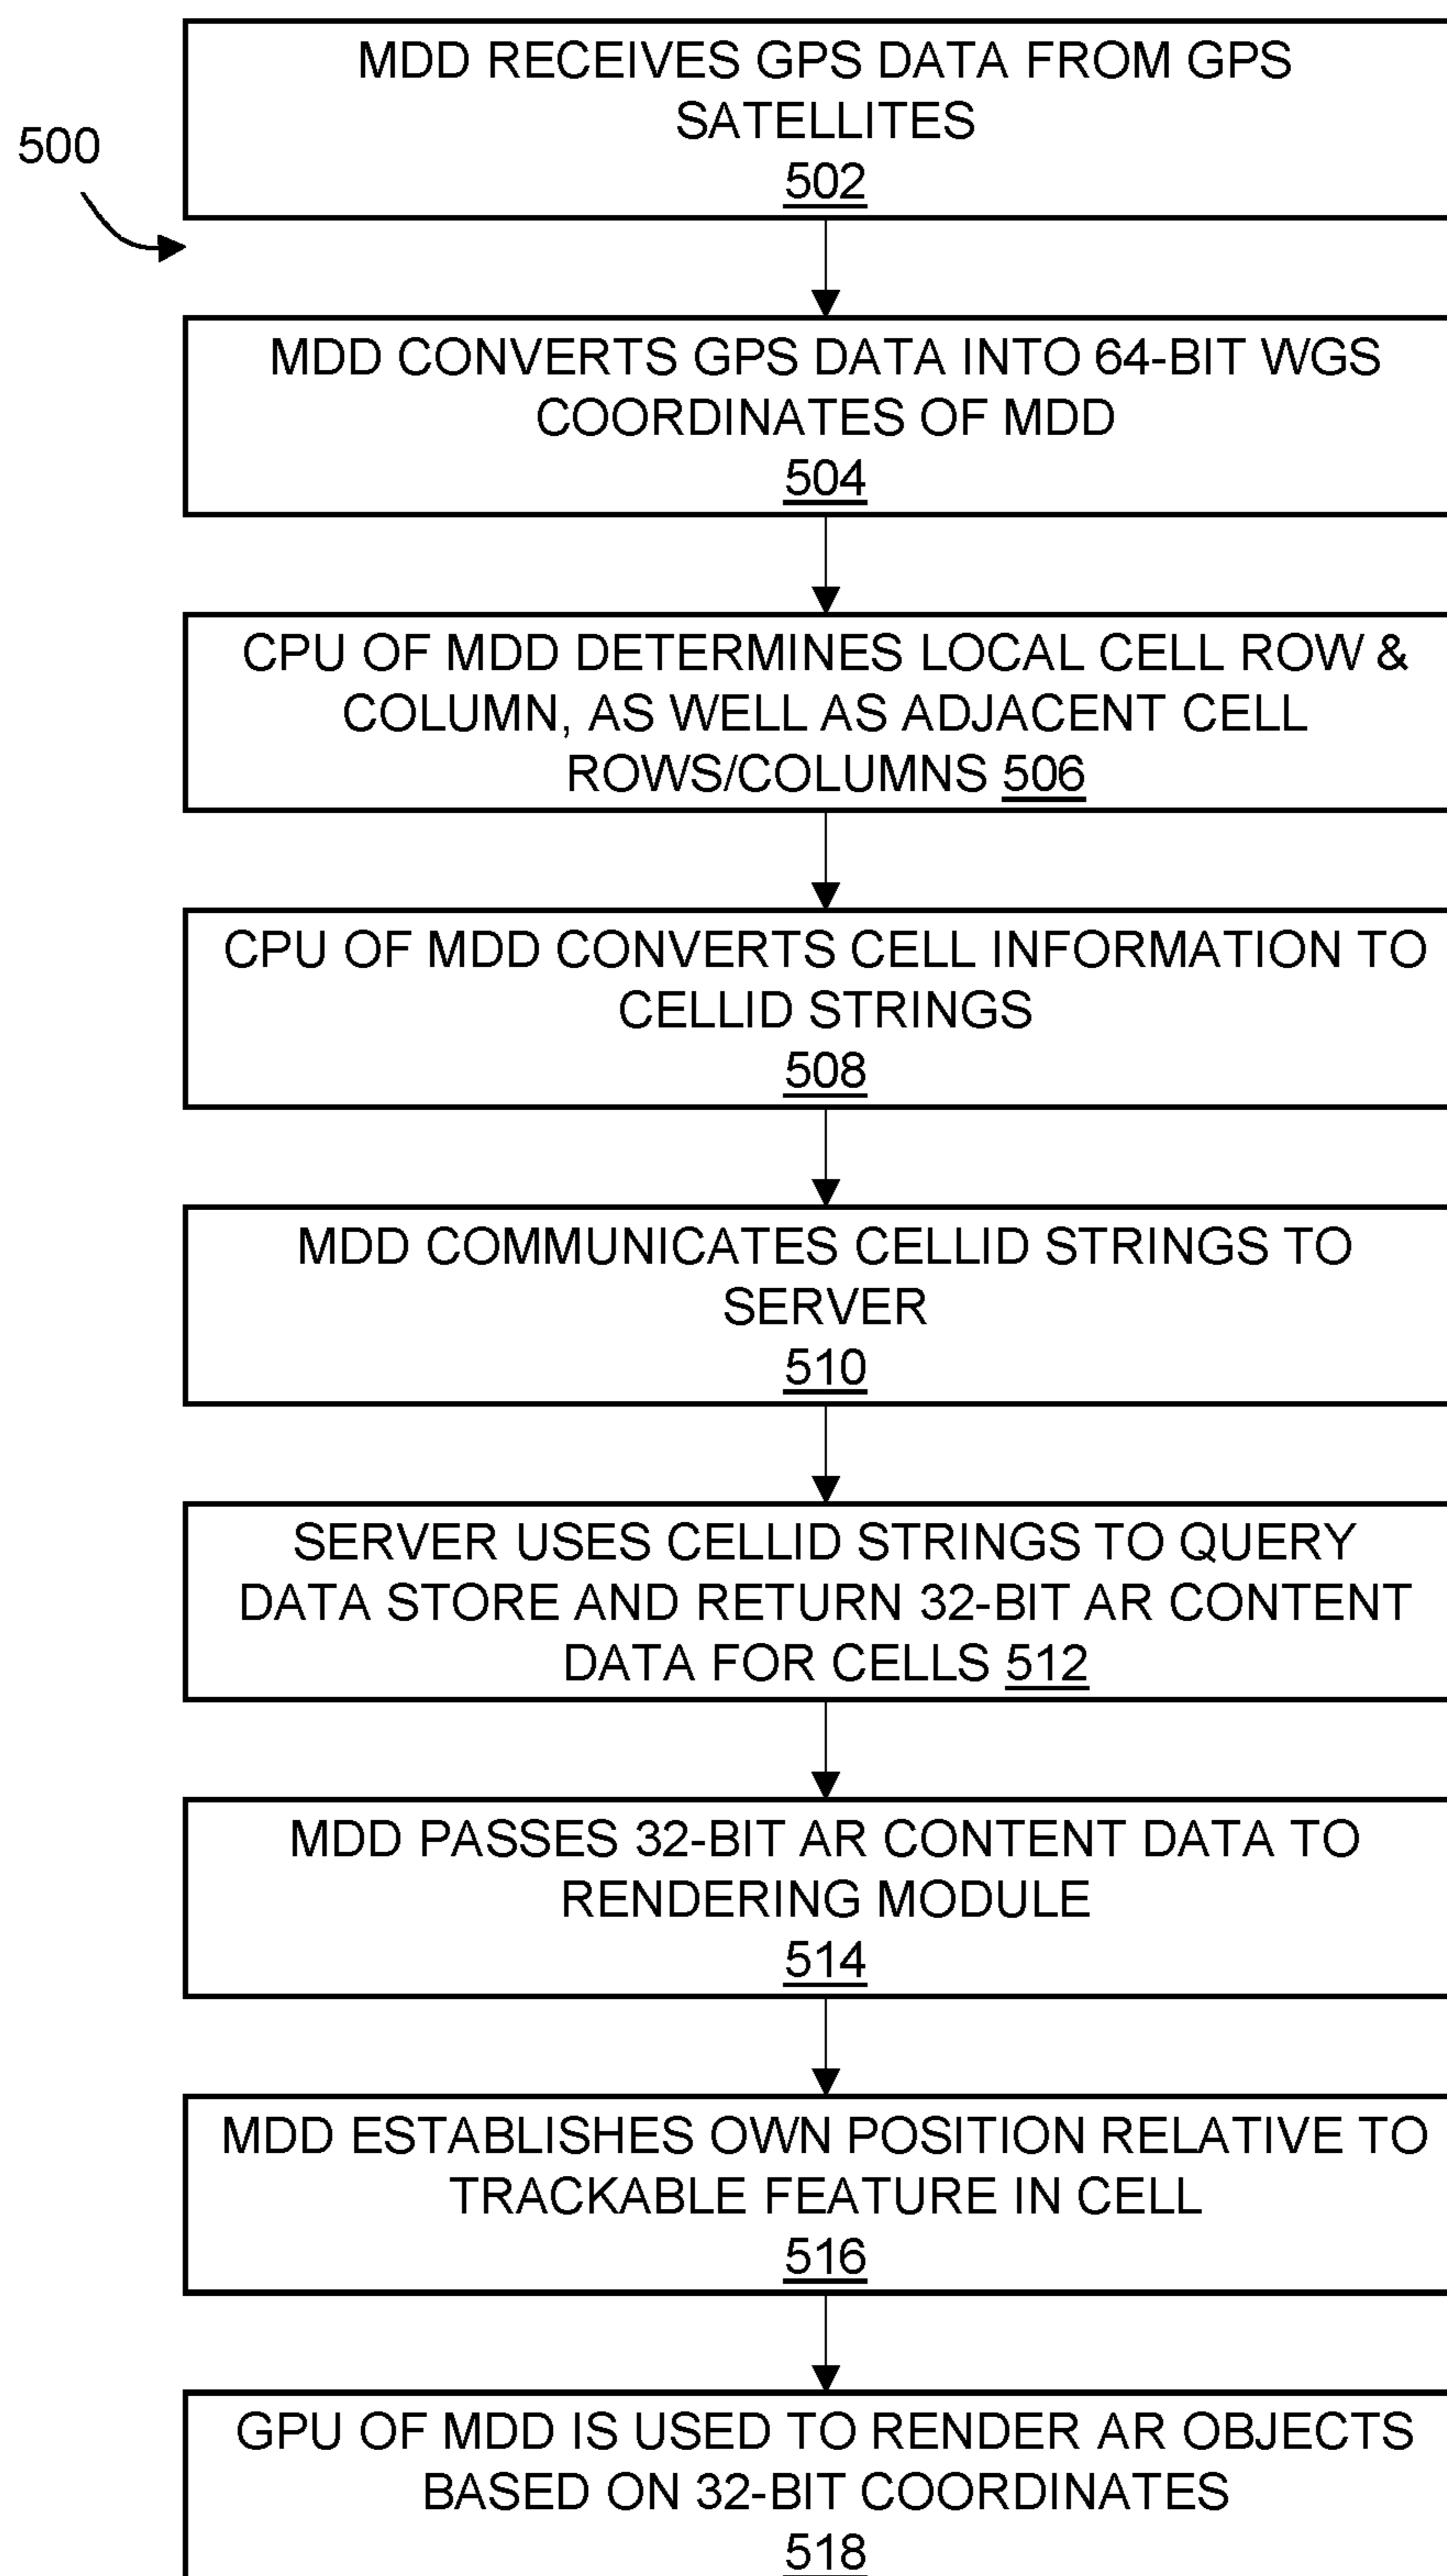 MDD RECEIVES GPS DATA FROM GPS
SATELLITES
502
500
MDD CONVERTS GPS DATA INTO 64-BIT WGS
COORDINATES OF MDD
504
CPU OF MDD DETERMINES LOCAL CELL ROW &
COLUMN, AS WELL AS ADJACENT CELL
ROWS/COLUMNS 506
CPU OF MDD CONVERTS CELL INFORMATION TO
CELLID STRINGS
508
MDD COMMUNICATES CELLID STRINGS TO
SERVER
510
SERVER USES CELLID STRINGS TO QUERY
DATA STORE AND RETURN 32-BIT AR CONTENT
DATA FOR CELLS 512
MDD PASSES 32-BIT AR CONTENT DATA TO
RENDERING MODULE
514
MDD ESTABLISHES OWN POSITION RELATIVE TO
TRACKABLE FEATURE IN CELL
516
GPU OF MDD IS USED TO RENDER AR OBJECTS
BASED ON 32-BIT COORDINATES
518